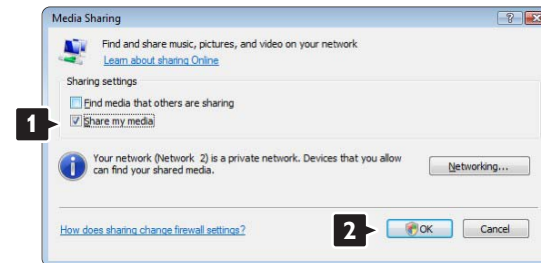 Media Sharing
Find and share music, pictures, and video on your network
Learn about sharing Online
Sharing settings
Find media that others are sharing
1
Share my media
Your network (Network 2) is a private network. Devices that you allow
can find your shared media.
Networking...
How does sharing change firewall settings?
2
OK
Cancel